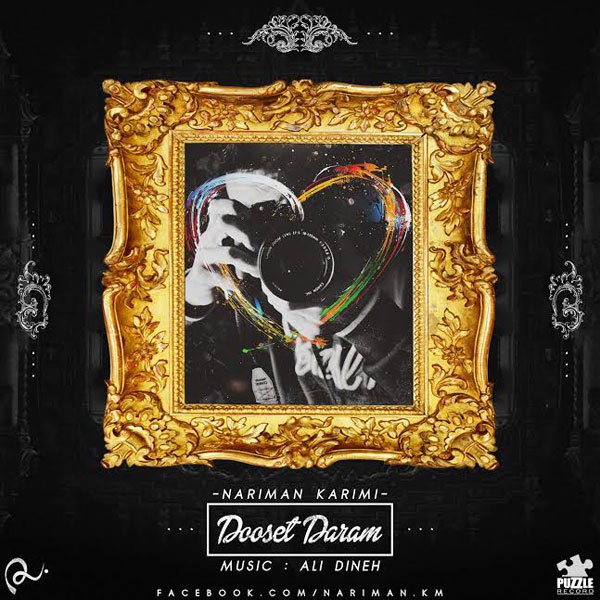 -NARIMAN KARIMI-
Dooset Daram
MUSIC : ALI DINEH
FACEBOOK.COM/NARIMAN.KM
PUZZLE
RECORD